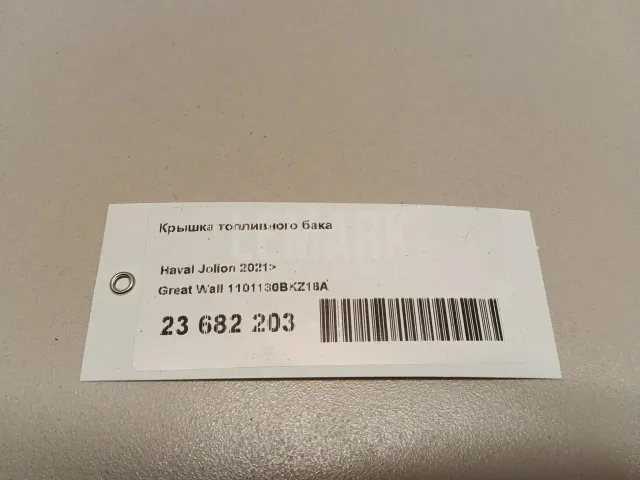 Крышка топливного бака
Haval Jolion 2021>
Great Wall 1101130BKZ16A
23 682 203